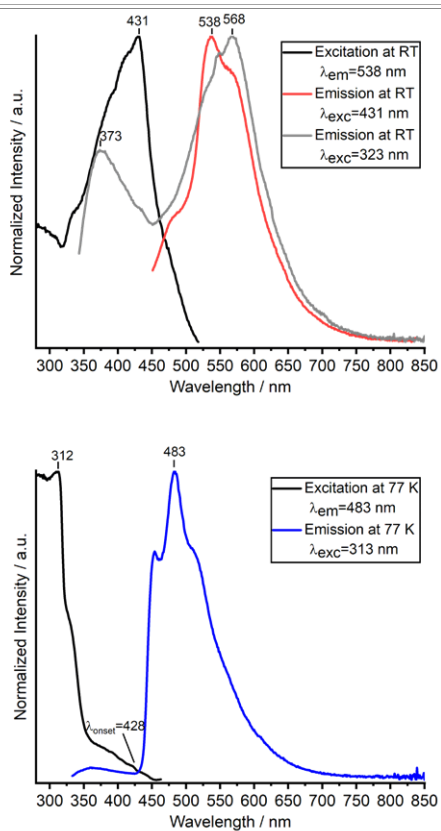 431
538 568
373
Excitation at RT
λem=538 nm
Emission at RT
λexc=431 nm
Emission at RT
λexc=323 nm
Normalized Intensity / a.u.
300 350 400 450 500 550 600 650 700 750 800 850
Wavelength / nm
312
483
Excitation at 77 K
λem=483 nm
Emission at 77 K
λexc=313 nm
λonset=428
Normalized Intensity / a.u.
300 350 400 450 500 550 600 650 700 750 800 850
Wavelength / nm